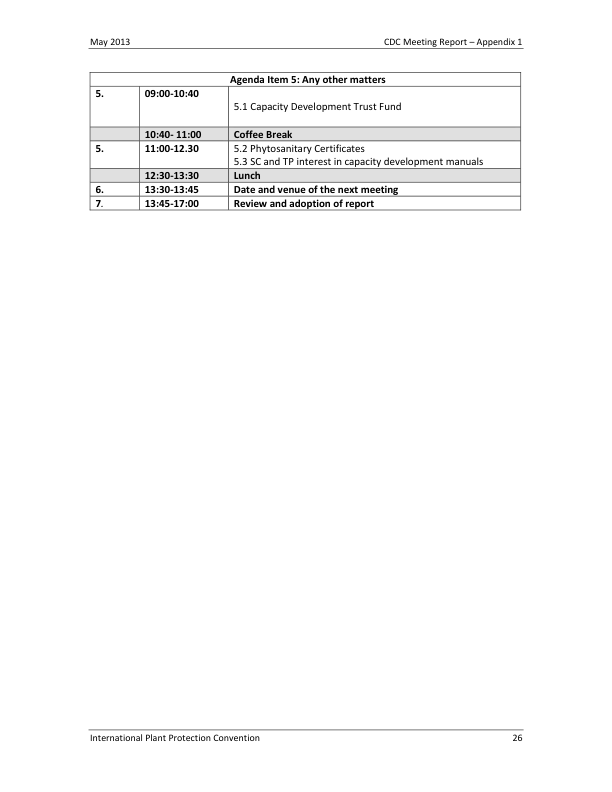 May 2013 CDC Meeting Report – Appendix 1
Agenda Item 5: Any other matters
5. 09:00-10:40
5.1 Capacity Development Trust Fund
10:40- 11:00 Coffee Break
5. 11:00-12.30 5.2 Phytosanitary Certificates
5.3 SC and TP interest in capacity development manuals
12:30-13:30 Lunch
6. 13:30-13:45 Date and venue of the next meeting
7. 13:45-17:00 Review and adoption of report
International Plant Protection Convention 26